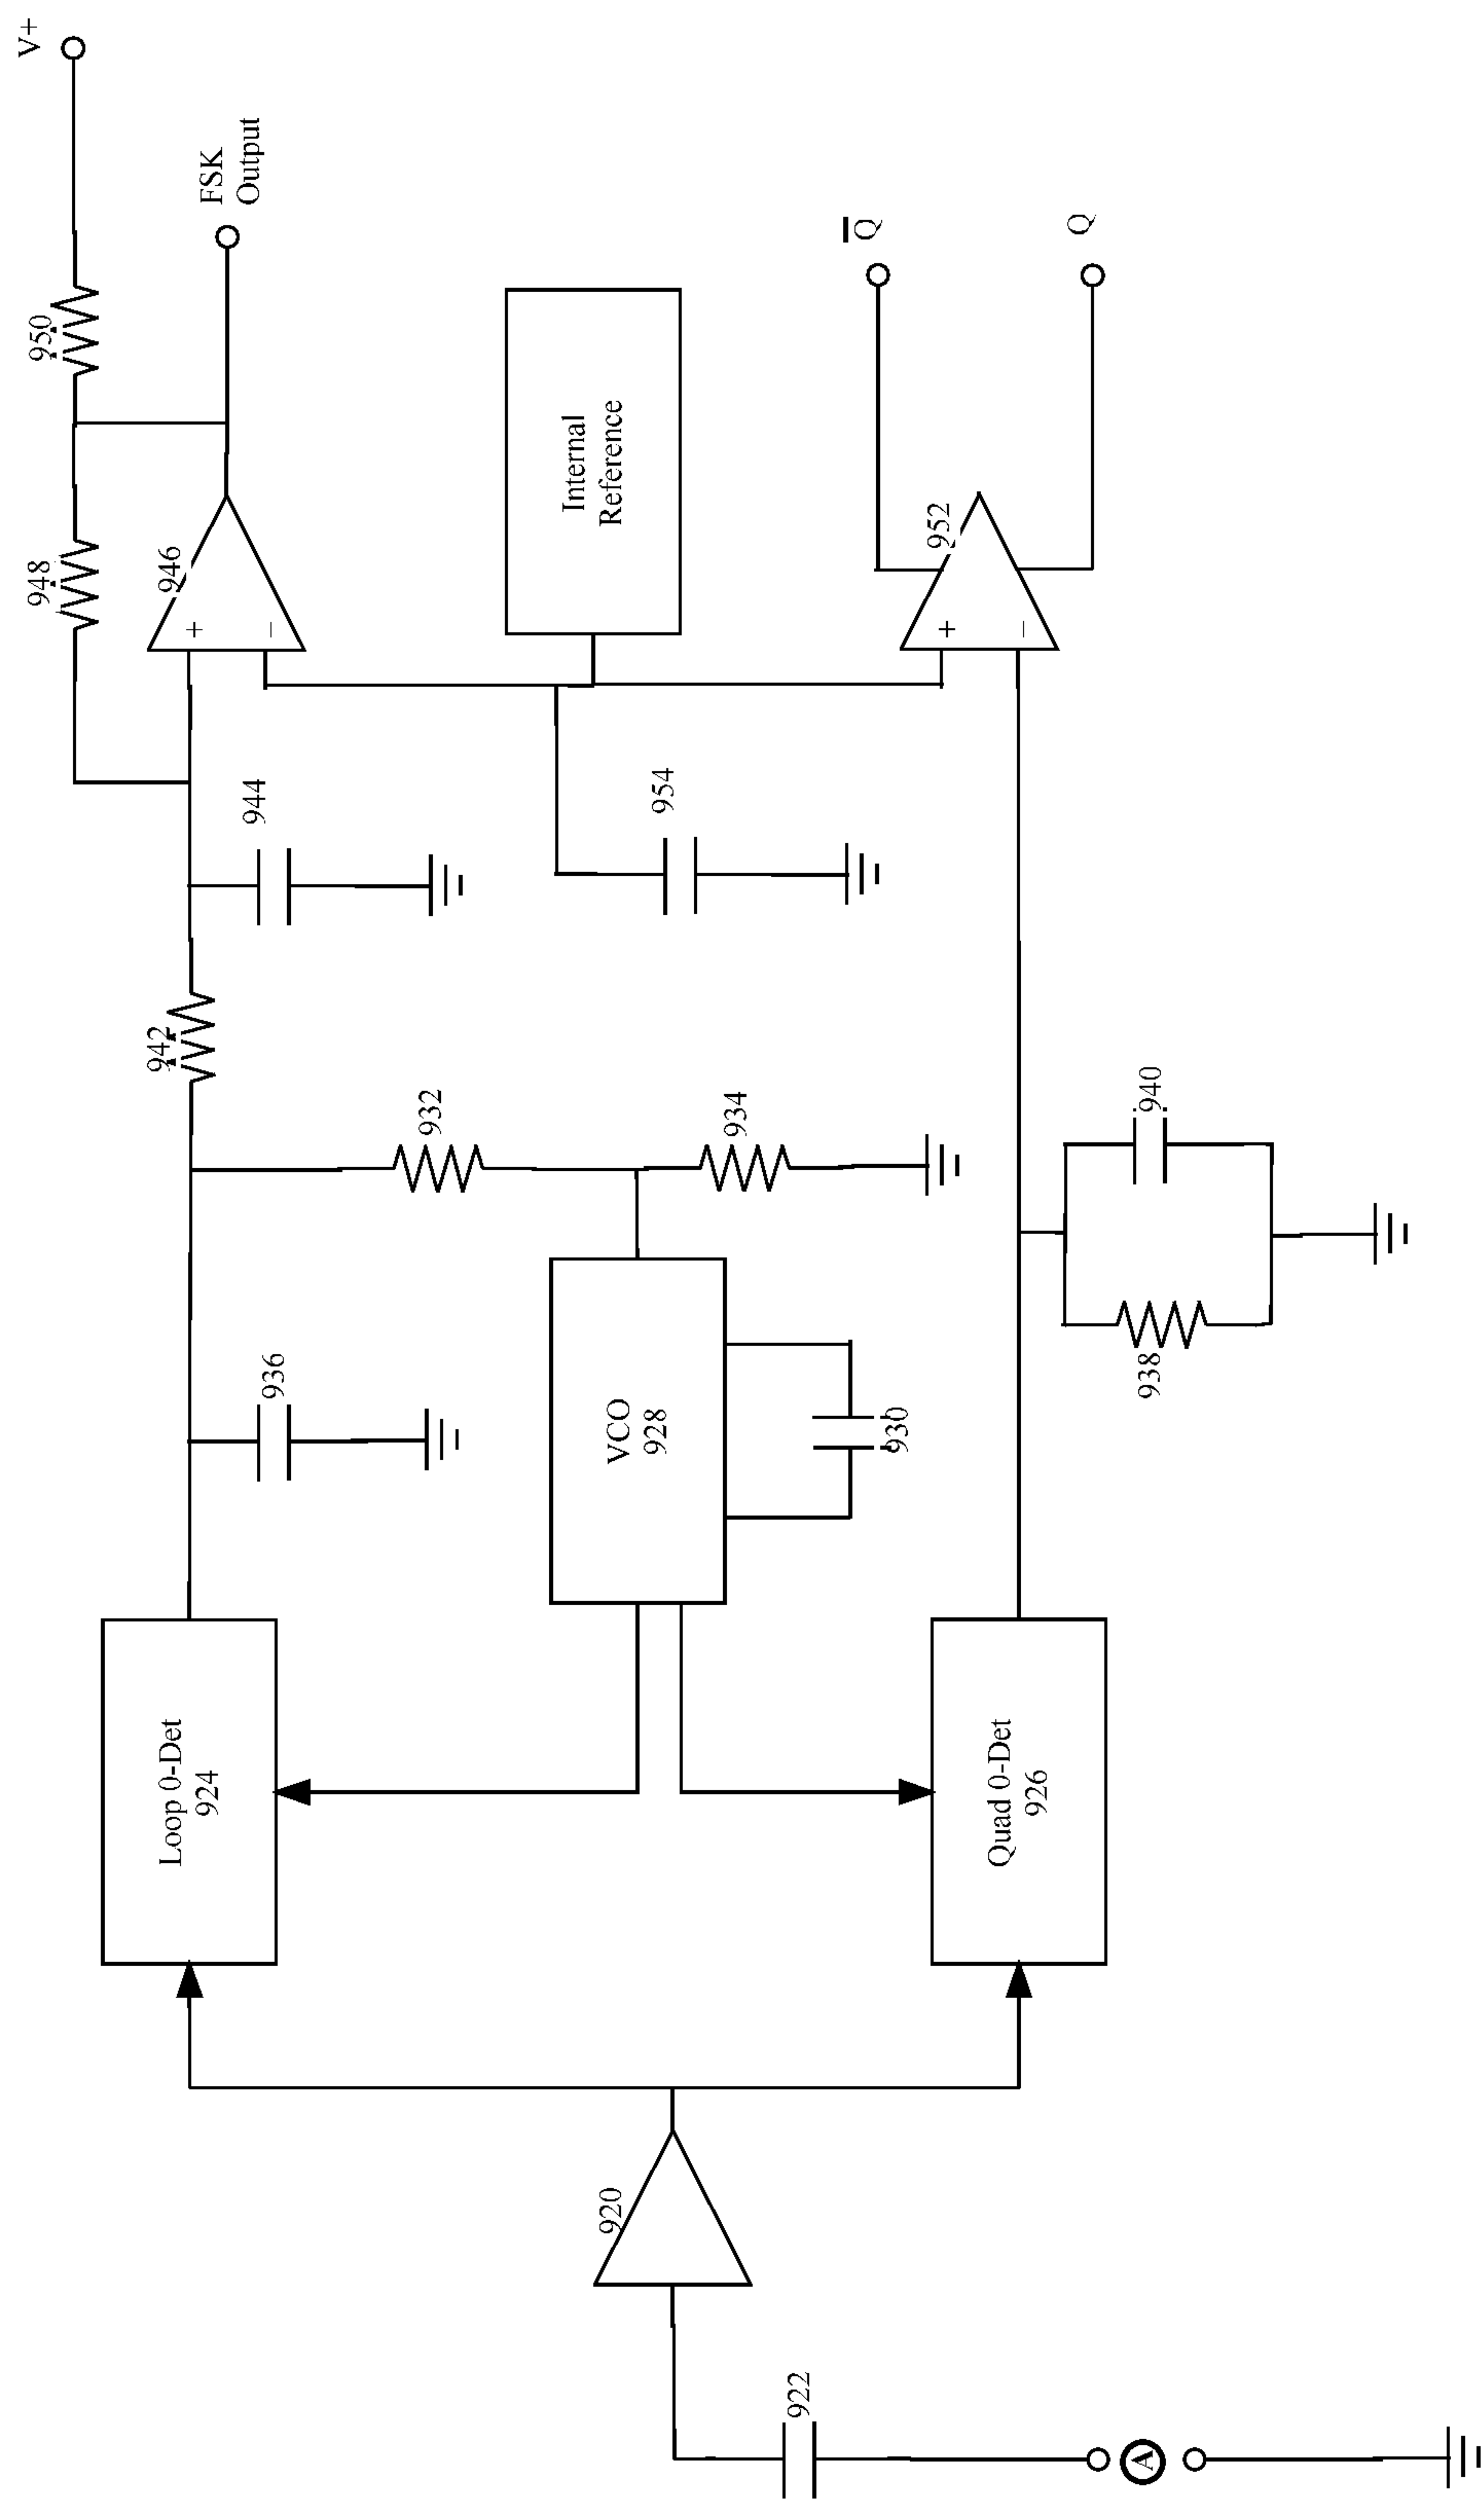 V+
950
FSK
Output
948
946
+
−
Internal
Reference
Q
Q
952
+
−
944
954
942
932
934
940
936
938
VCO
928
930
Loop 0-Det
924
Quad 0-Det
926
920
922
A